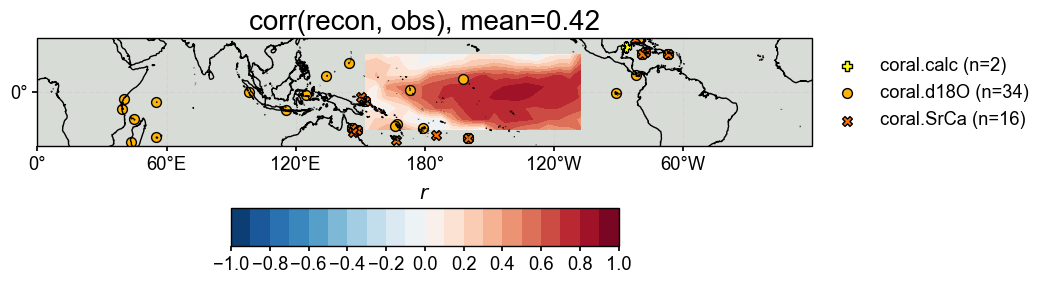 corr(recon, obs), mean=0.42
coral.calc (n=2)
0°
coral.d18O (n=34)
coral.SrCa (n=16)
0° 60°E 120°E 180° 120°W 60°W
r
−1.0 −0.8 −0.6 −0.4 −0.2 0.0 0.2 0.4 0.6 0.8 1.0